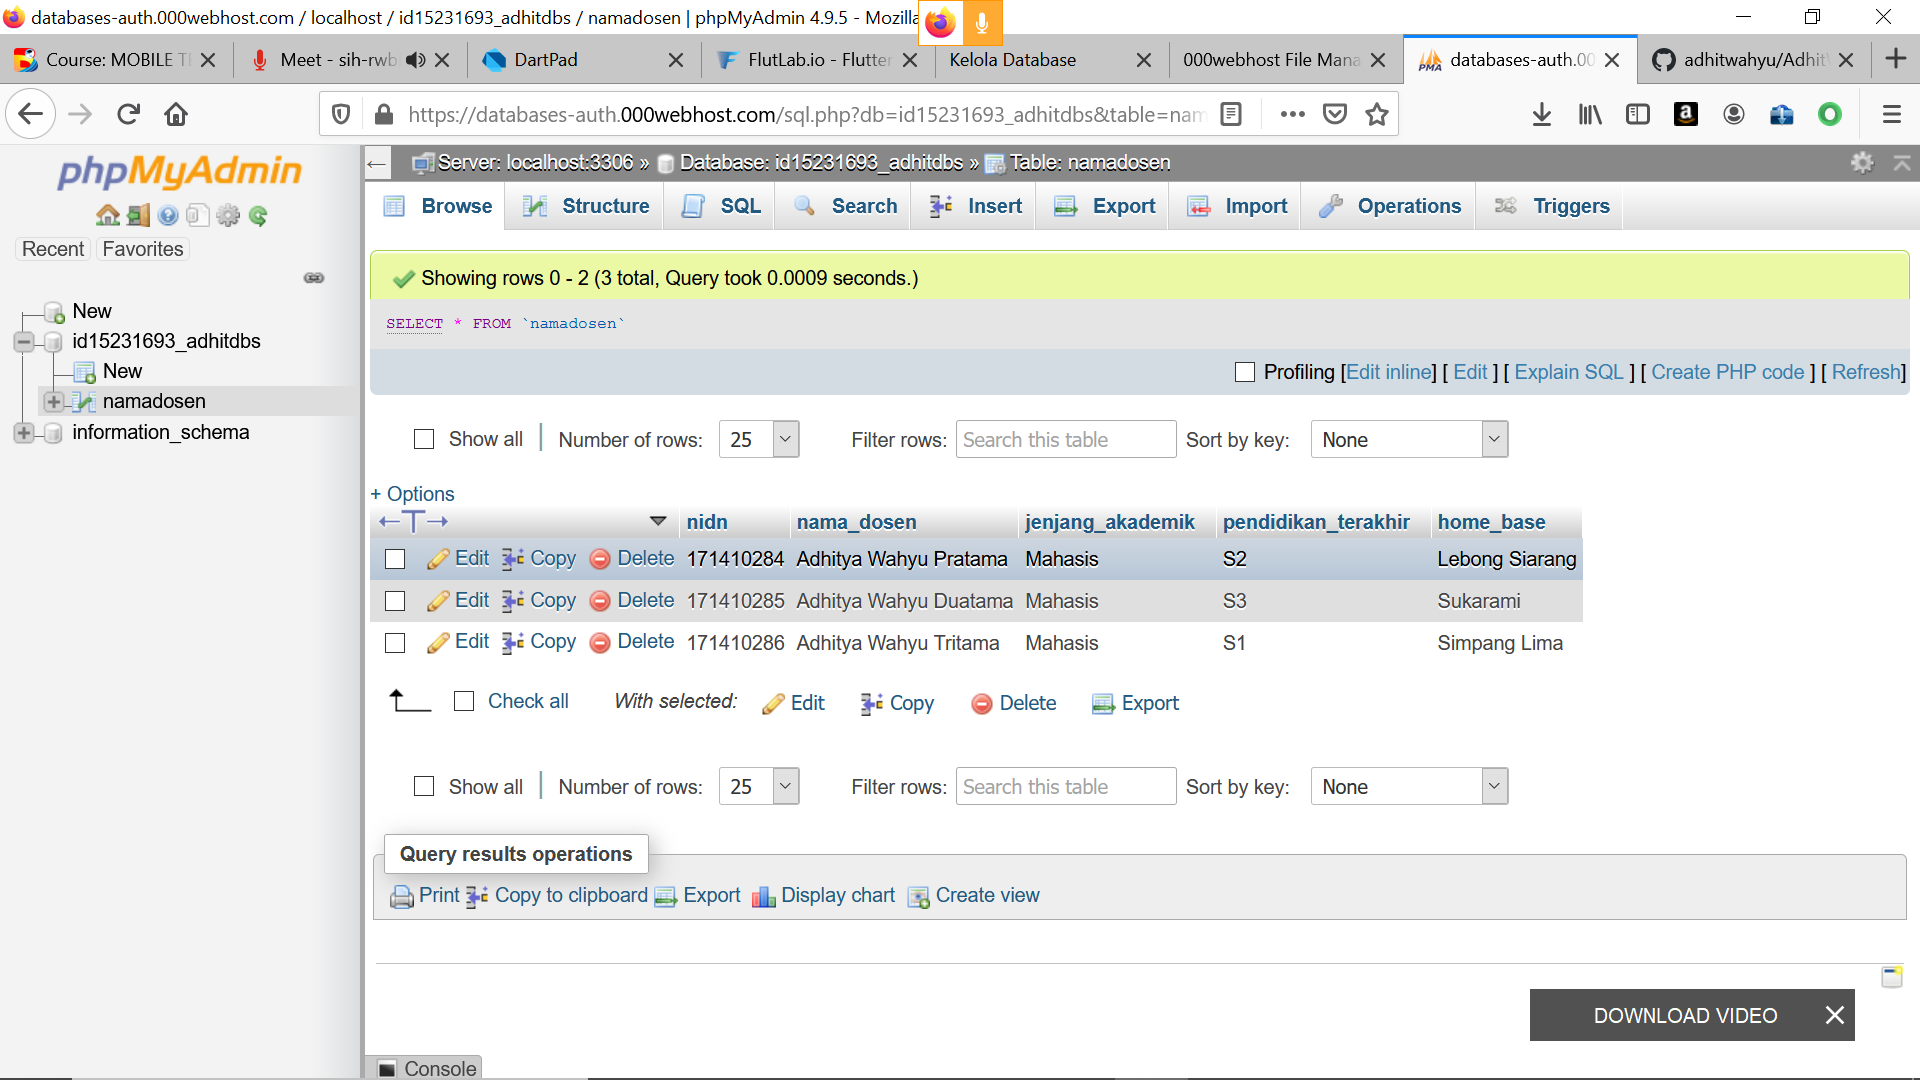 databases-auth.000webhost.com / localhost / id15231693_adhitdbs / namadosen | phpMyAdmin 4.9.5 - Mozilla
Course: MOBILE T
Meet - sih-rwb
DartPad
FlutLab.io - Flutter
Kelola Database
000webhost File Mana
databases-auth.00
adhitwahyu/Adhit
https://databases-auth.000webhost.com/sql.php?db=id15231693_adhitdbs&table=nam
phpMyAdmin
Recent Favorites
New
id15231693_adhitdbs
New
namadosen
information_schema
Server: localhost:3306 » Database: id15231693_adhitdbs » Table: namadosen
Browse Structure SQL Search Insert Export Import Operations Triggers
Showing rows 0 - 2 (3 total, Query took 0.0009 seconds.)
SELECT * FROM `namadosen`
Profiling [Edit inline] [ Edit ] [ Explain SQL ] [ Create PHP code ] [ Refresh]
Show all | Number of rows: 25 Filter rows: Search this table Sort by key: None
+ Options
←T→ nidn nama_dosen jenjang_akademik pendidikan_terakhir home_base
Edit Copy Delete 171410284 Adhitya Wahyu Pratama Mahasis S2 Lebong Siarang
Edit Copy Delete 171410285 Adhitya Wahyu Duatama Mahasis S3 Sukarami
Edit Copy Delete 171410286 Adhitya Wahyu Tritama Mahasis S1 Simpang Lima
Check all With selected: Edit Copy Delete Export
Show all | Number of rows: 25 Filter rows: Search this table Sort by key: None
Query results operations
Print Copy to clipboard Export Display chart Create view
DOWNLOAD VIDEO
Console